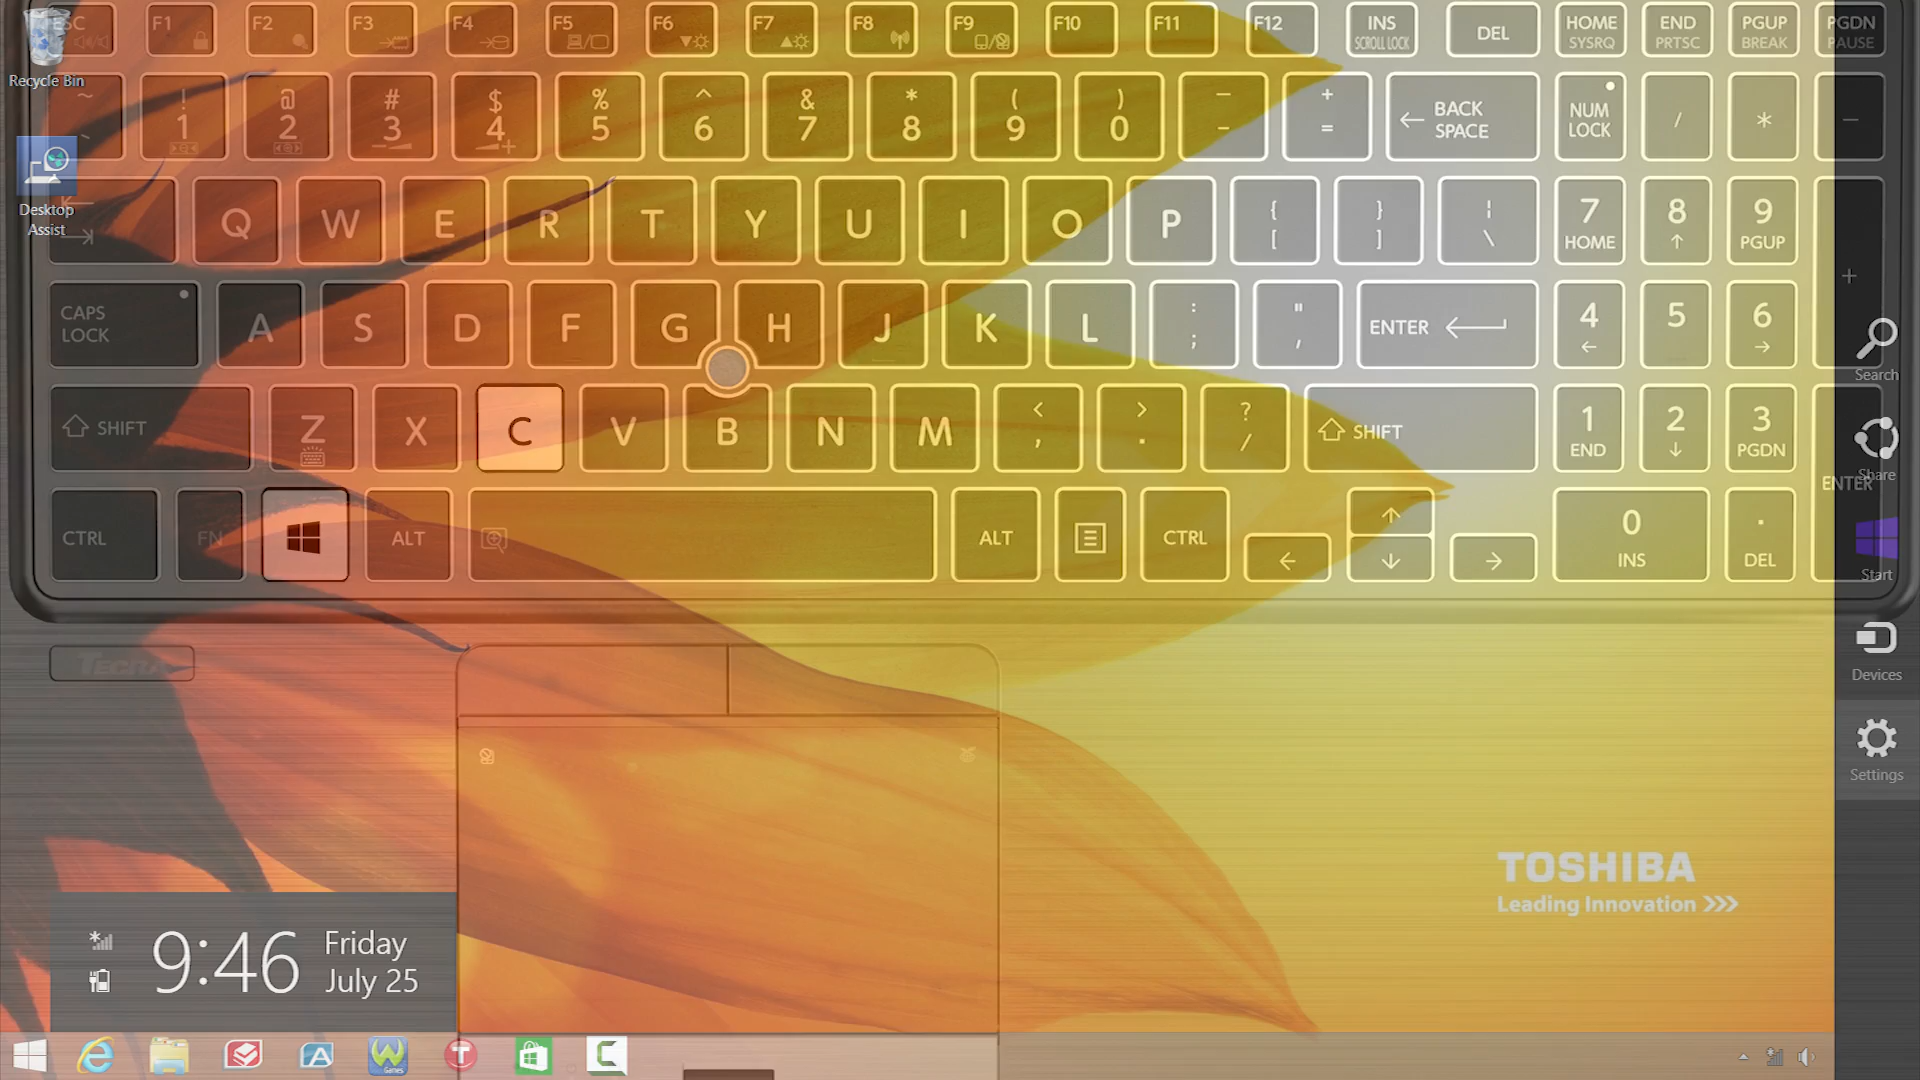 ESC F1 F2 F3 F4 F5 F6 F7 F8 F9 F10 F11 F12 INS DEL HOME END PGUP PGDN
SCROLL LOCK SYSRQ PRTSC BREAK PAUSE
Recycle Bin
~ ! @ # $ % ^ & * ( ) — +
` 1 2 3 4 5 6 7 8 9 0 - = ← BACK SPACE NUM LOCK / * −
Desktop Assist
Q W E R T Y U I O P { [ } ] ¦ \ 7 HOME 8 ↑ 9 PGUP +
CAPS LOCK A S D F G H J K L : ; " ' ENTER 4 ← 5 6 →
Search
SHIFT Z X C V B N M < , > . ? / SHIFT 1 END 2 ↓ 3 PGDN
Share
ENTER
CTRL FN ALT ALT CTRL ← ↑ ↓ → 0 INS . DEL
Start
TECRA
Devices
Settings
TOSHIBA
Leading Innovation >>>
9:46 Friday
July 25
Games
T